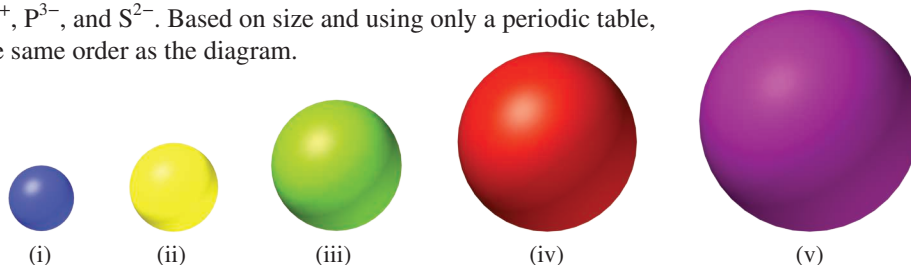 +, P3−, and S2−. Based on size and using only a periodic table,
same order as the diagram.
(i) (ii) (iii) (iv) (v)